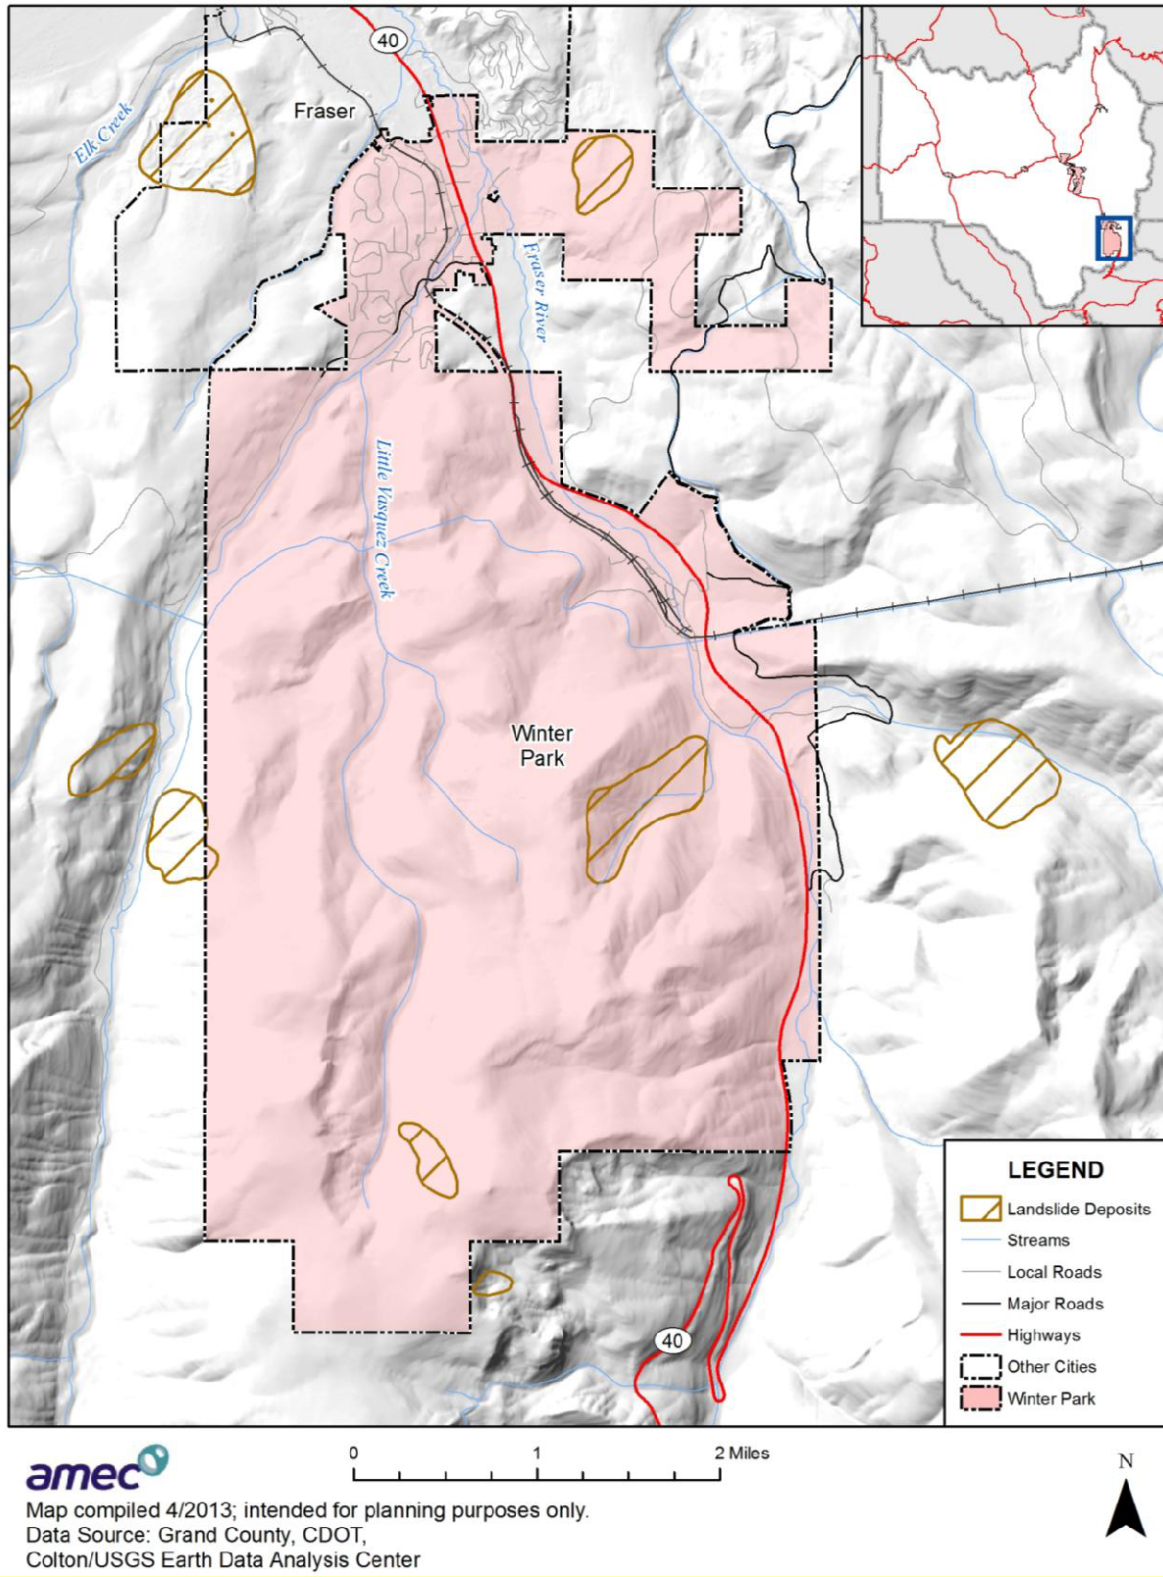 40
Fraser
Elk Creek
Fraser River
Little Vasquez Creek
Winter
Park
40
LEGEND
Landslide Deposits
Streams
Local Roads
Major Roads
Highways
Other Cities
Winter Park
amec
0 1 2 Miles
N
Map compiled 4/2013; intended for planning purposes only.
Data Source: Grand County, CDOT,
Colton/USGS Earth Data Analysis Center